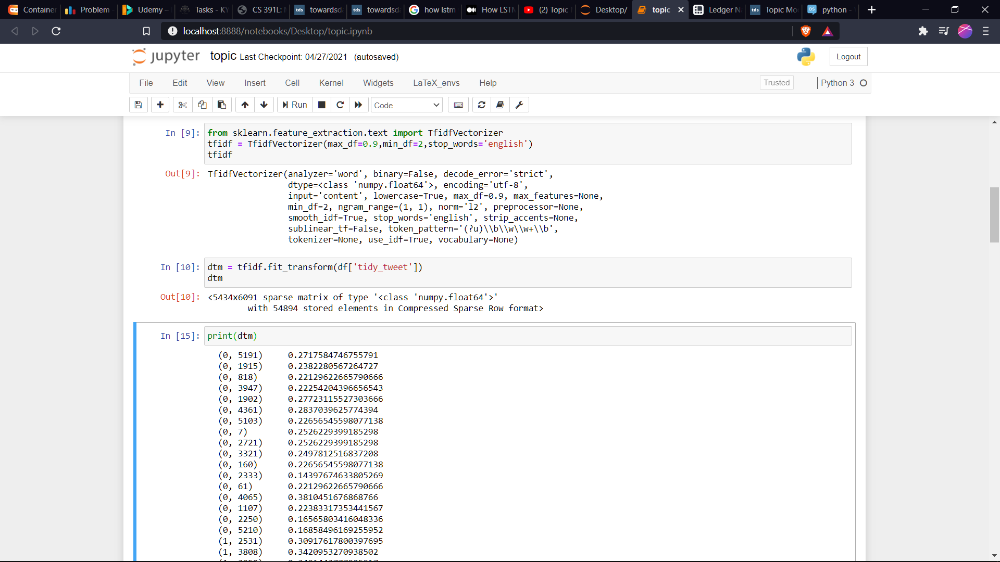 Container
Problem
Udemy –
Tasks - KY
CS 391L:
towardsd
towardsd
how lstm
How LSTM
(2) Topic
Desktop/
topic
Ledger N
Topic Mo
python -
localhost:8888/notebooks/Desktop/topic.ipynb
jupyter topic Last Checkpoint: 04/27/2021 (autosaved)
Logout
File Edit View Insert Cell Kernel Widgets LaTeX_envs Help
Trusted
Python 3
Run
Code
In [9]: from sklearn.feature_extraction.text import TfidfVectorizer
tfidf = TfidfVectorizer(max_df=0.9,min_df=2,stop_words='english')
tfidf
Out[9]: TfidfVectorizer(analyzer='word', binary=False, decode_error='strict',
dtype=<class 'numpy.float64'>, encoding='utf-8',
input='content', lowercase=True, max_df=0.9, max_features=None,
min_df=2, ngram_range=(1, 1), norm='l2', preprocessor=None,
smooth_idf=True, stop_words='english', strip_accents=None,
sublinear_tf=False, token_pattern='(?u)\\b\\w\\w+\\b',
tokenizer=None, use_idf=True, vocabulary=None)
In [10]: dtm = tfidf.fit_transform(df['tidy_tweet'])
dtm
Out[10]: <5434x6091 sparse matrix of type '<class 'numpy.float64'>'
with 54894 stored elements in Compressed Sparse Row format>
In [15]: print(dtm)
(0, 5191) 0.2717584746755791
(0, 1915) 0.2382280567264727
(0, 818) 0.22129622665790666
(0, 3947) 0.22254204396656543
(0, 1902) 0.27723115527303666
(0, 4361) 0.2837039625774394
(0, 5103) 0.22656545598077138
(0, 7) 0.2526229399185298
(0, 2721) 0.2526229399185298
(0, 3321) 0.2497812516837208
(0, 160) 0.22656545598077138
(0, 2333) 0.14397674633805269
(0, 61) 0.22129622665790666
(0, 4065) 0.3810451676868766
(0, 1107) 0.22383317353441567
(0, 2250) 0.16565803416048336
(0, 5210) 0.16858496169255952
(1, 2531) 0.30917617800397695
(1, 3808) 0.3420953270938502